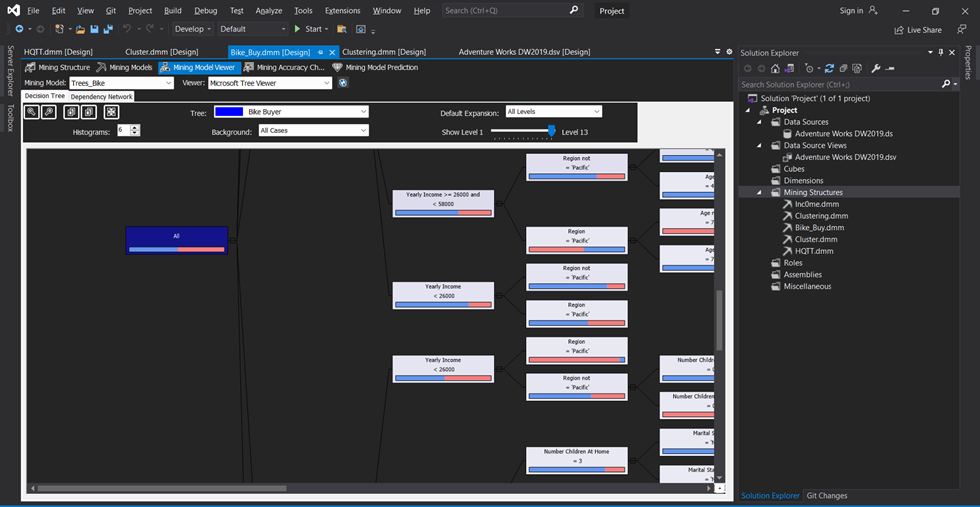 File Edit View Git Project Build Debug Test Analyze Tools Extensions Window Help Search (Ctrl+Q) Project Sign in
Develop Default Start Live Share
HQTT.dmm [Design] Cluster.dmm [Design] Bike_Buy.dmm [Design] Clustering.dmm [Design] Adventure Works DW2019.dsv [Design]
Mining Structure Mining Models Mining Model Viewer Mining Accuracy Ch... Mining Model Prediction
Mining Model: Trees_Bike Viewer: Microsoft Tree Viewer
Decision Tree Dependency Network
Tree: Bike Buyer Default Expansion: All Levels
Histograms: 6 Background: All Cases Show Level 1 Level 13
Server Explorer
Toolbox
All
Yearly Income >= 26000 and
< 58000
Yearly Income
< 26000
Yearly Income
< 26000
Region not
= 'Pacific'
Region
= 'Pacific'
Region not
= 'Pacific'
Region
= 'Pacific'
Region
= 'Pacific'
Region not
= 'Pacific'
Number Children At Home
= 3
Age
= 4
Age n
= 7
Age
= 7
Number Childr
= (
Number Children
= (
Marital S
= '
Marital Sta
= '
Solution Explorer
Search Solution Explorer (Ctrl+;)
Solution 'Project' (1 of 1 project)
Project
Data Sources
Adventure Works DW2019.ds
Data Source Views
Adventure Works DW2019.dsv
Cubes
Dimensions
Mining Structures
Inc0me.dmm
Clustering.dmm
Bike_Buy.dmm
Cluster.dmm
HQTT.dmm
Roles
Assemblies
Miscellaneous
Solution Explorer Git Changes
Properties